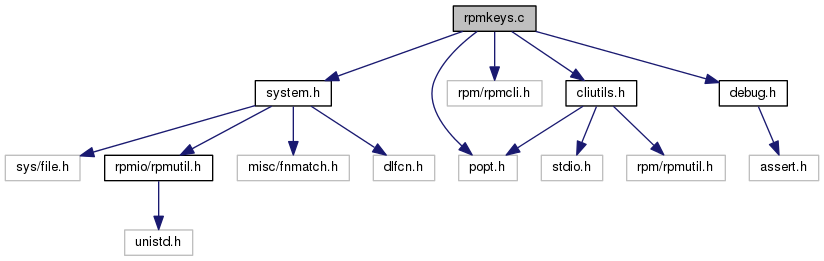 rpmkeys.c
system.h
rpm/rpmcli.h
cliutils.h
debug.h
sys/file.h
rpmio/rpmutil.h
misc/fnmatch.h
dlfcn.h
popt.h
stdio.h
rpm/rpmutil.h
assert.h
unistd.h